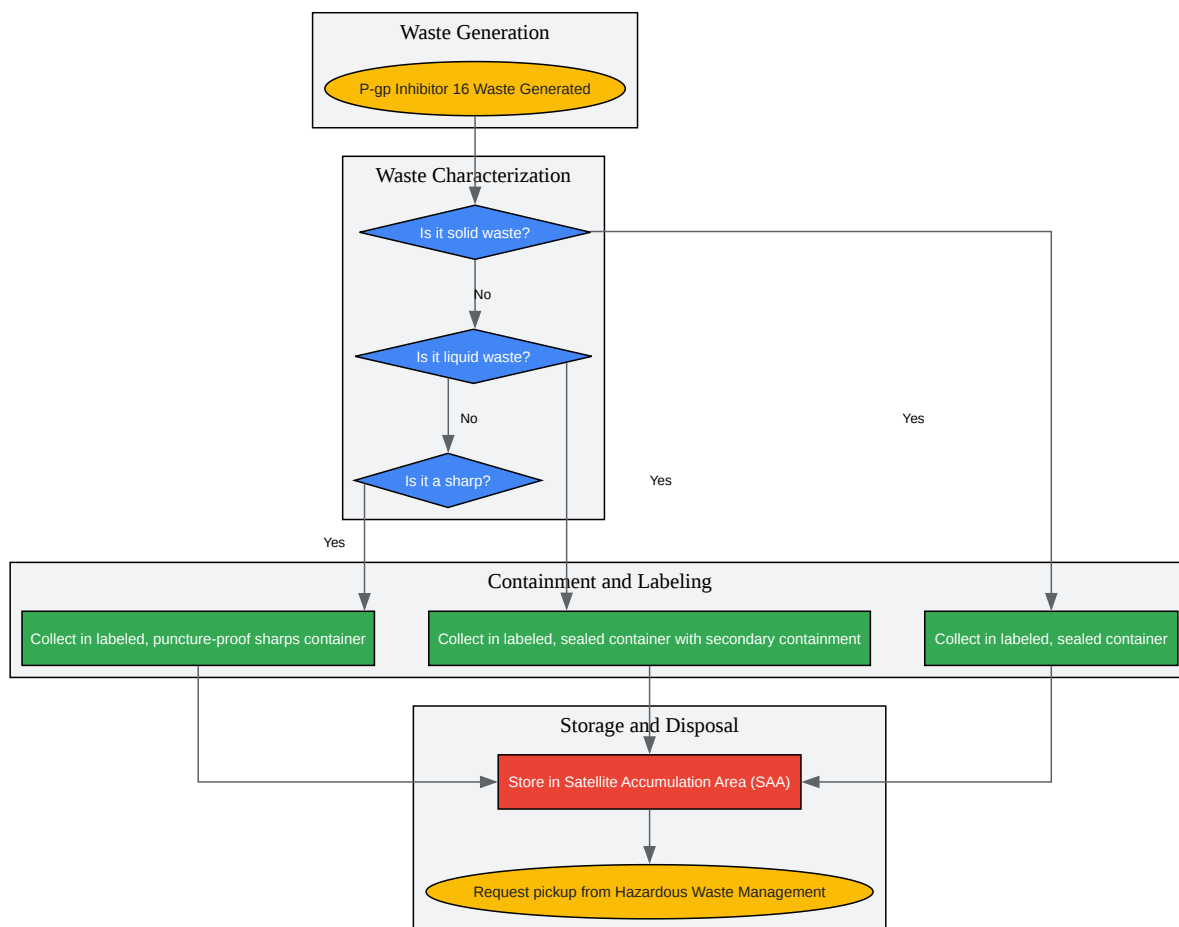 Waste Generation
P-gp Inhibitor 16 Waste Generated
Waste Characterization
Is it solid waste?
No
Is it liquid waste?
No
Yes
Is it a sharp?
Yes
Yes
Containment and Labeling
Collect in labeled, puncture-proof sharps container
Collect in labeled, sealed container with secondary containment
Collect in labeled, sealed container
Storage and Disposal
Store in Satellite Accumulation Area (SAA)
Request pickup from Hazardous Waste Management